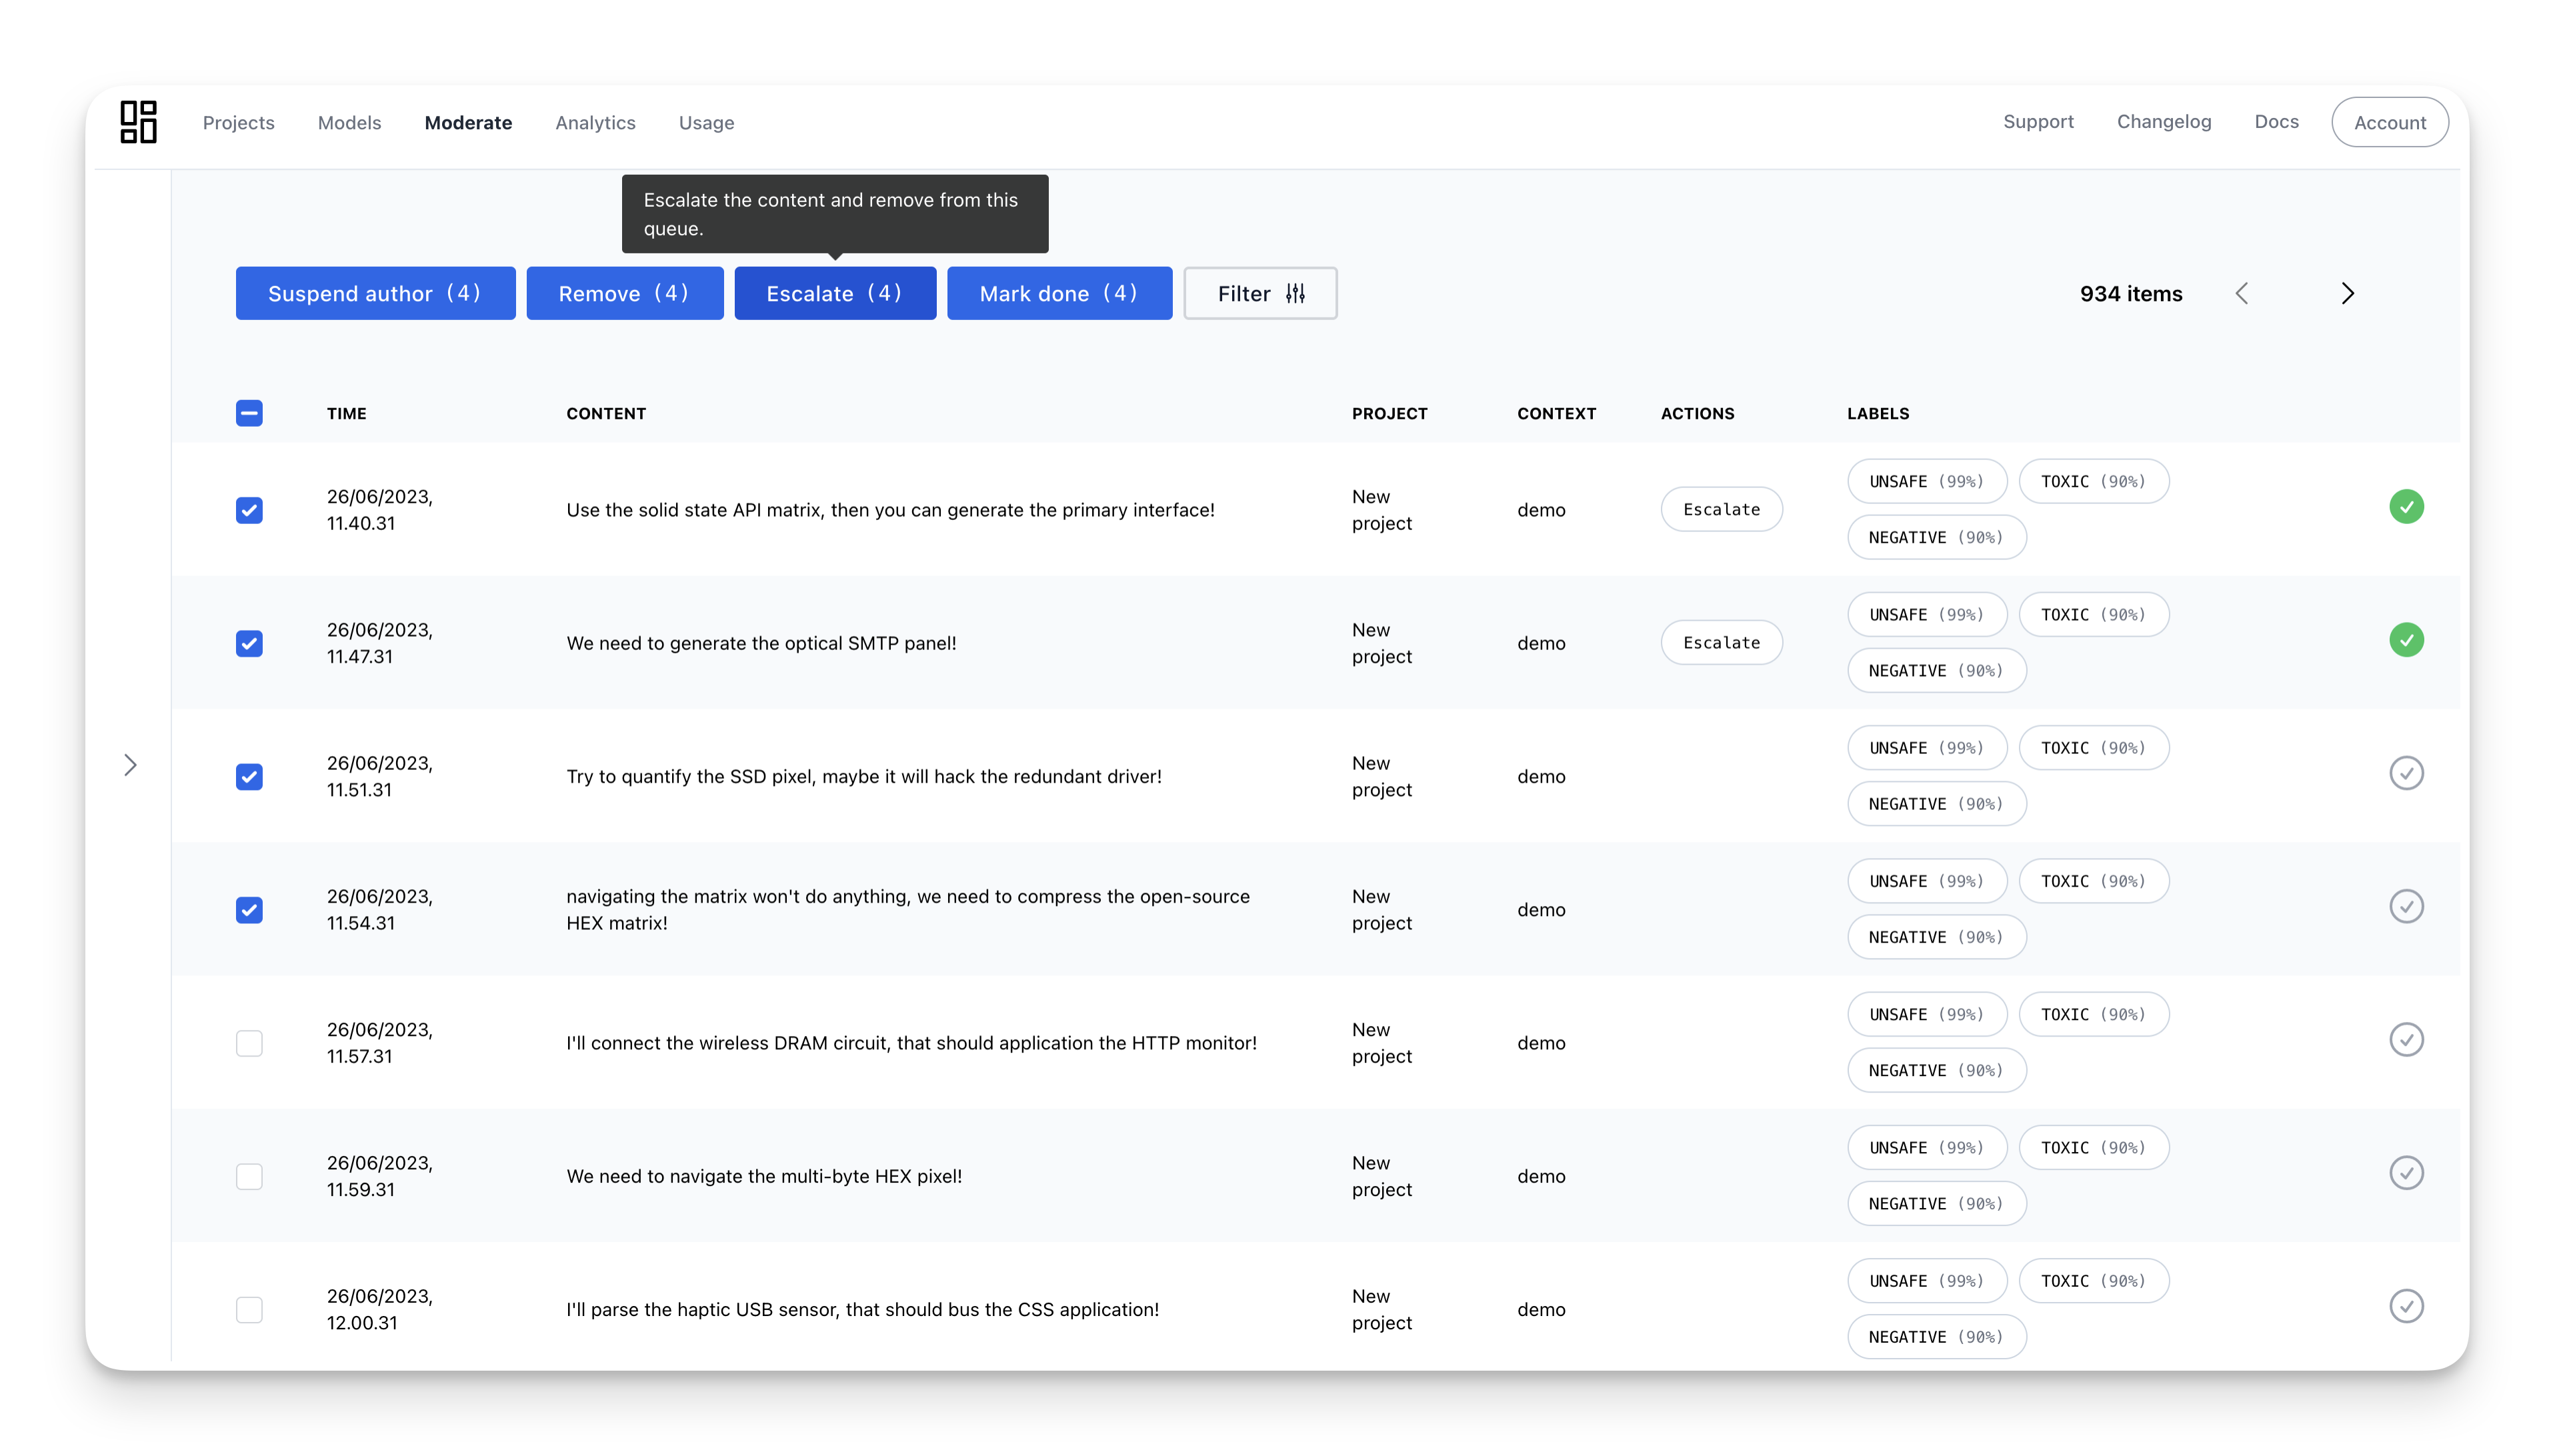 Projects Models Moderate Analytics Usage Support Changelog Docs Account
Escalate the content and remove from this
queue.
Suspend author (4) Remove (4) Escalate (4) Mark done (4) Filter 934 items
TIME CONTENT PROJECT CONTEXT ACTIONS LABELS
26/06/2023,
11.40.31
Use the solid state API matrix, then you can generate the primary interface!
New
project
demo
Escalate
UNSAFE (99%) TOXIC (90%)
NEGATIVE (90%)
26/06/2023,
11.47.31
We need to generate the optical SMTP panel!
New
project
demo
Escalate
UNSAFE (99%) TOXIC (90%)
NEGATIVE (90%)
26/06/2023,
11.51.31
Try to quantify the SSD pixel, maybe it will hack the redundant driver!
New
project
demo
UNSAFE (99%) TOXIC (90%)
NEGATIVE (90%)
26/06/2023,
11.54.31
navigating the matrix won't do anything, we need to compress the open-source
HEX matrix!
New
project
demo
UNSAFE (99%) TOXIC (90%)
NEGATIVE (90%)
26/06/2023,
11.57.31
I'll connect the wireless DRAM circuit, that should application the HTTP monitor!
New
project
demo
UNSAFE (99%) TOXIC (90%)
NEGATIVE (90%)
26/06/2023,
11.59.31
We need to navigate the multi-byte HEX pixel!
New
project
demo
UNSAFE (99%) TOXIC (90%)
NEGATIVE (90%)
26/06/2023,
12.00.31
I'll parse the haptic USB sensor, that should bus the CSS application!
New
project
demo
UNSAFE (99%) TOXIC (90%)
NEGATIVE (90%)